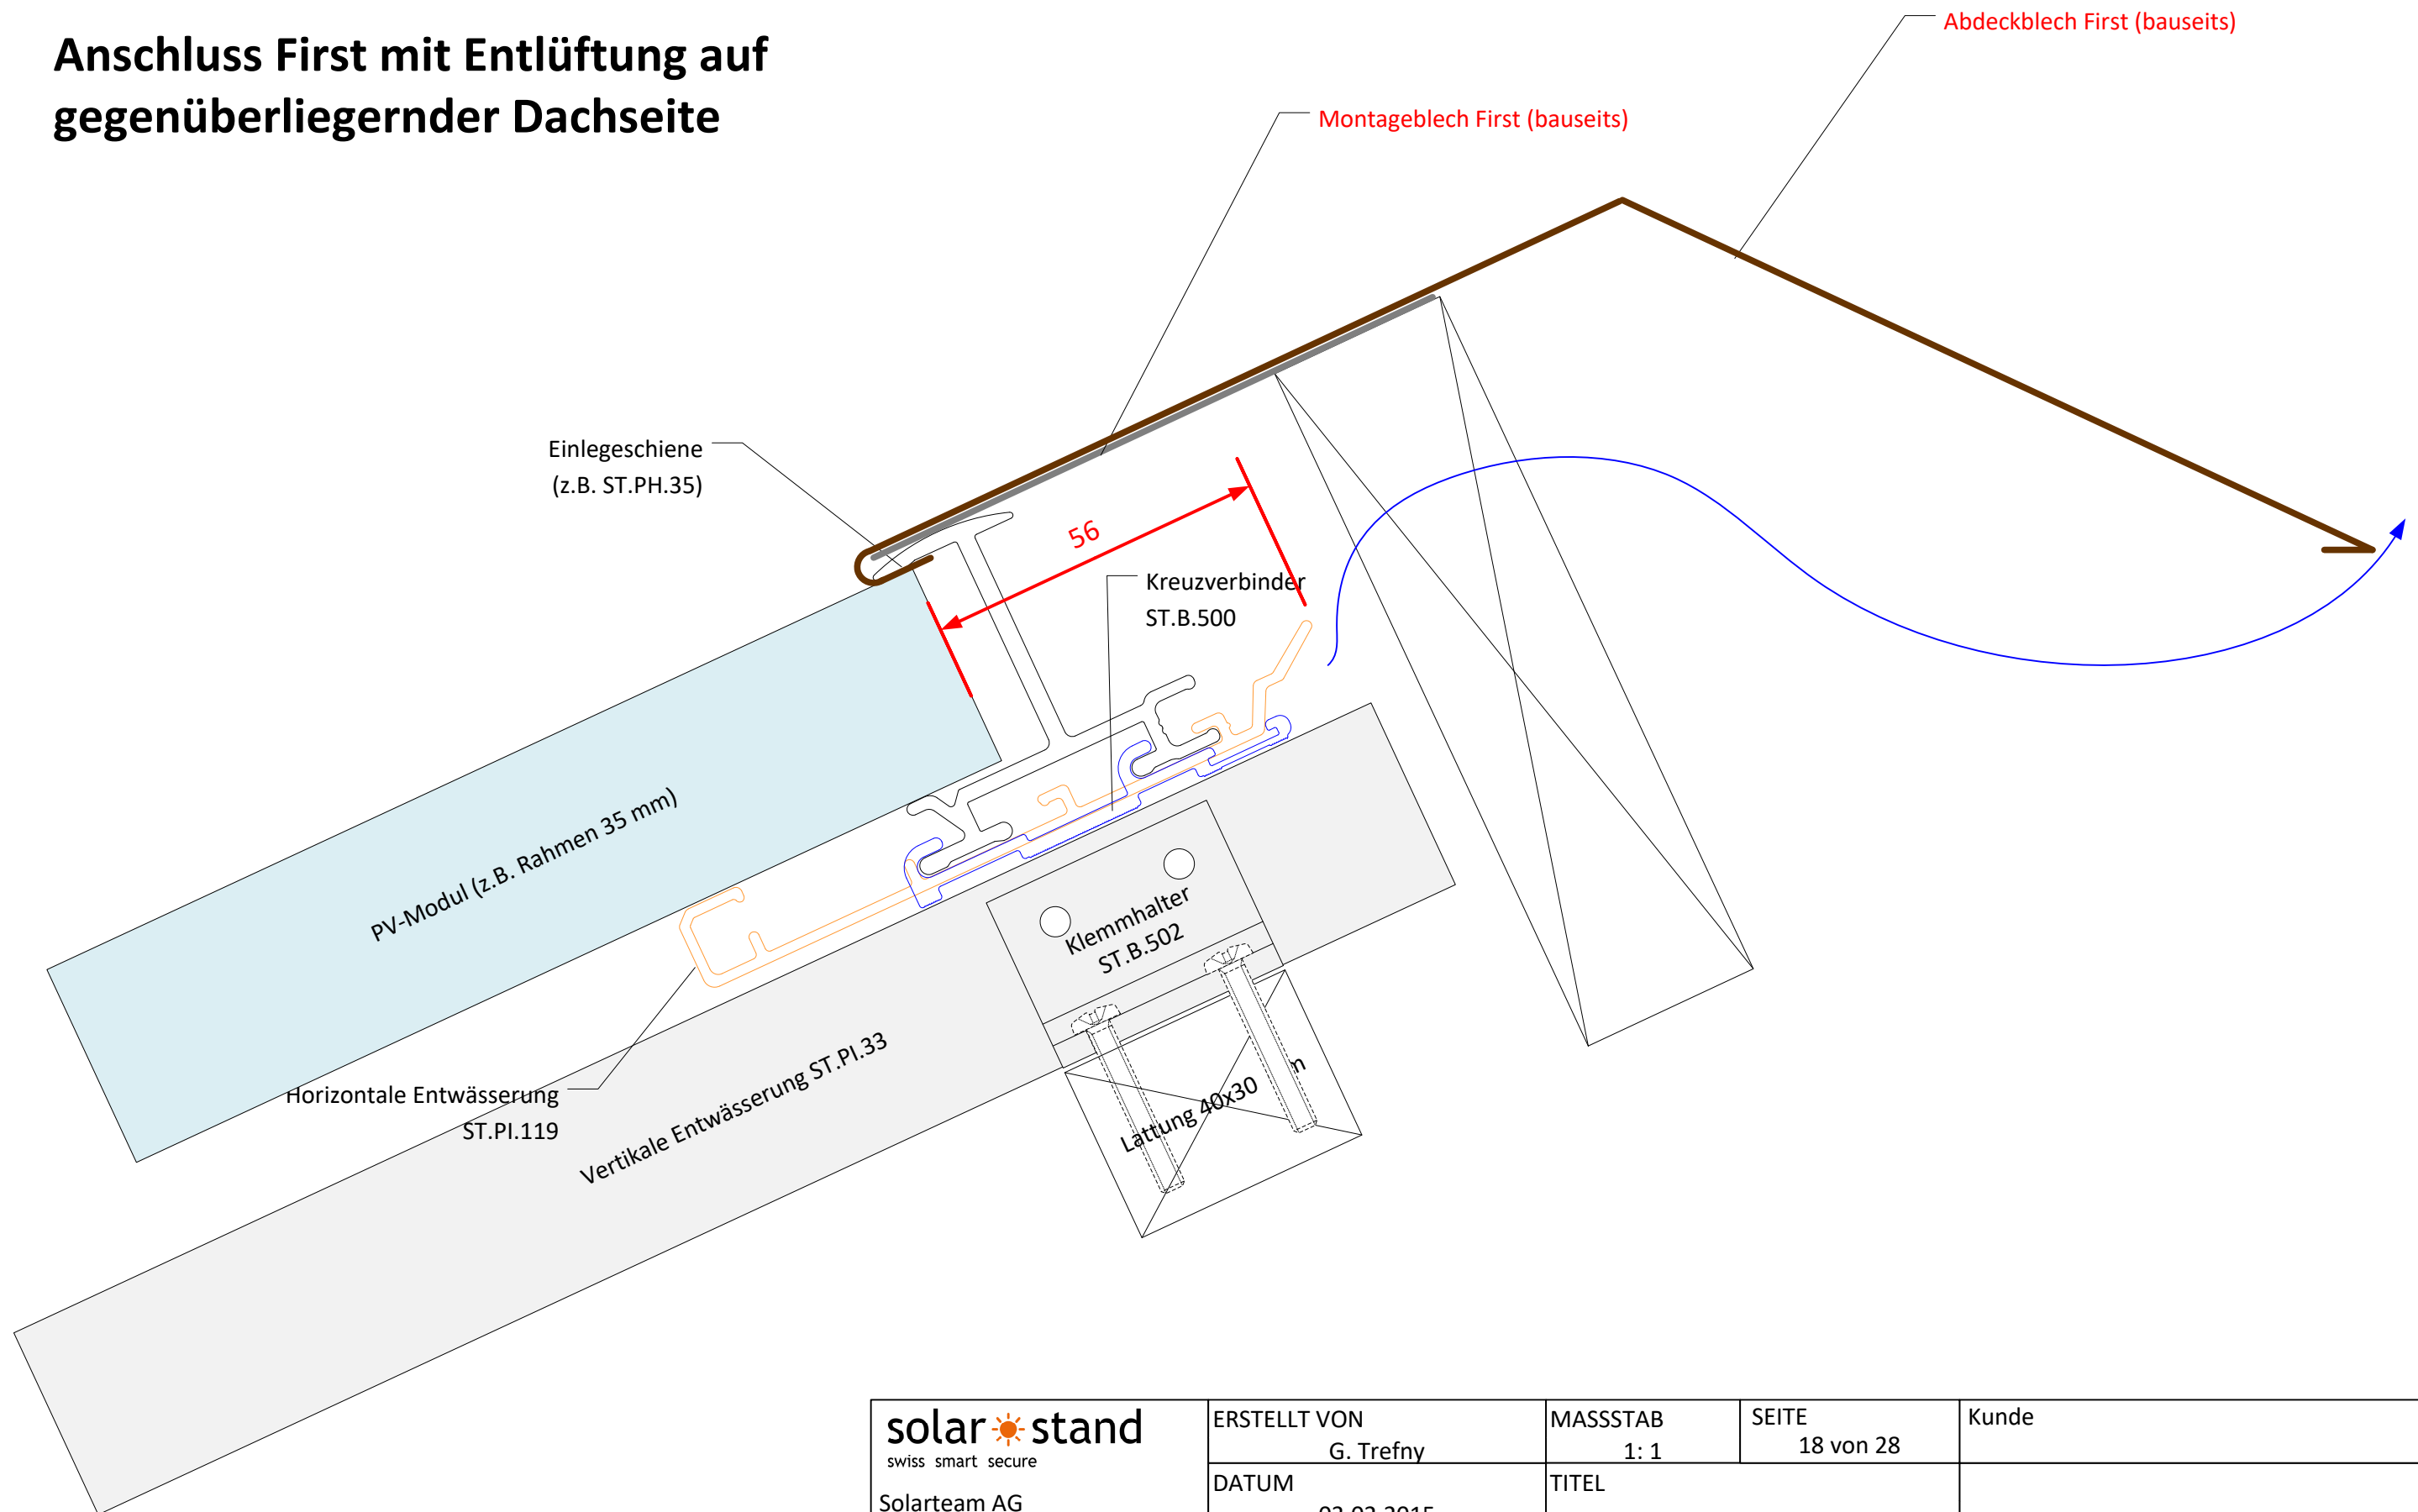 Anschluss First mit Entlüftung auf
gegenüberliegernder Dachseite
Abdeckblech First (bauseits)
Montageblech First (bauseits)
Einlegeschiene
(z.B. ST.PH.35)
56
Kreuzverbinder
ST.B.500
PV-Modul (z.B. Rahmen 35 mm)
Klemmhalter
ST.B.502
Horizontale Entwässerung
ST.PI.119
Vertikale Entwässerung ST.PI.33
Lattung 40x30
solar stand
swiss smart secure
Solarteam AG
ERSTELLT VON
G. Trefny
MASSSTAB
1: 1
SEITE
18 von 28
Kunde
DATUM
03.03.2015
TITEL